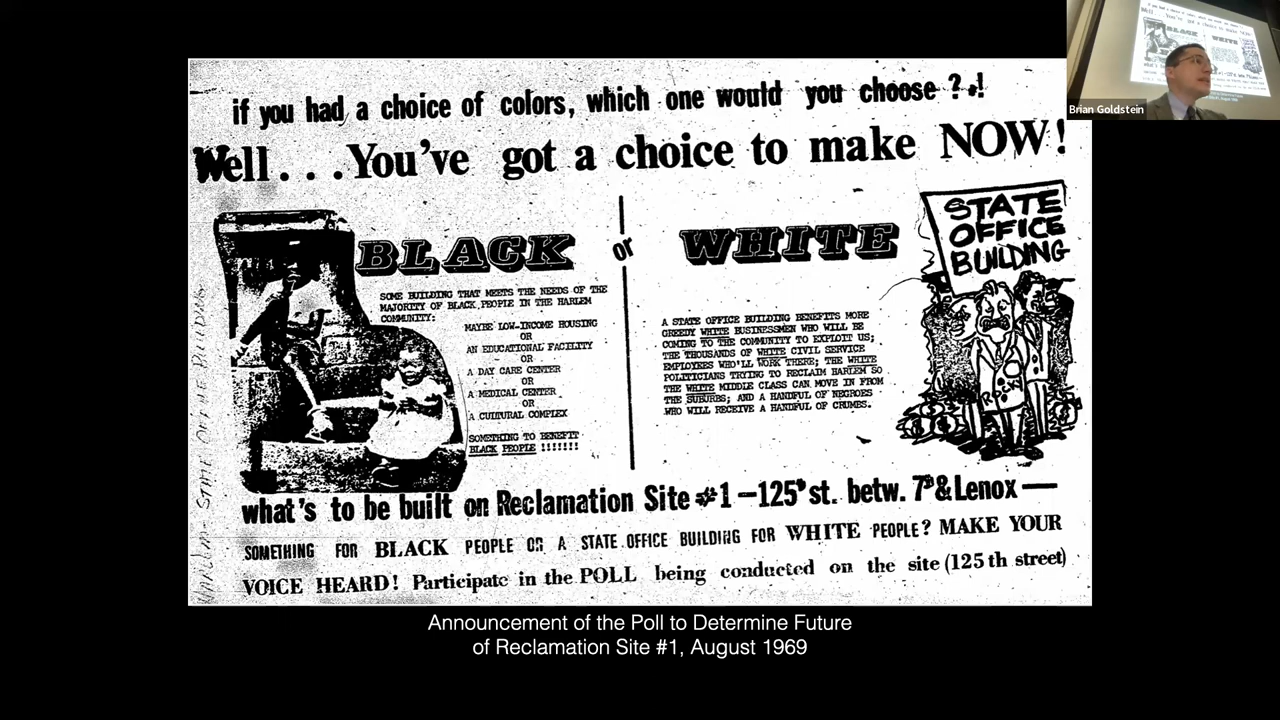 if you had a choice of colors, which one would you choose ?.!
Well . . . You've got a choice to make NOW!
BLACK
or
WHITE
STATE
OFFICE
BUILDING
SOME BUILDING THAT MEETS THE NEEDS OF THE
MAJORITY OF BLACK PEOPLE IN THE HARLEM
COMMUNITY:
MAYBE LOW-INCOME HOUSING
OR
AN EDUCATIONAL FACILITY
OR
A DAY CARE CENTER
OR
A MEDICAL CENTER
OR
A CULTURAL COMPLEX
SOMETHING TO BENEFIT
BLACK PEOPLE !!!!!!!
A STATE OFFICE BUILDING BENEFITS MORE
GREEDY WHITE BUSINESSMEN WHO WILL BE
COMING TO THE COMMUNITY TO EXPLOIT US;
THE THOUSANDS OF WHITE CIVIL SERVICE
EMPLOYEES WHO'LL WORK THERE; THE WHITE
POLITICIANS TRYING TO RECLAIM HARLEM SO
THE WHITE MIDDLE CLASS CAN MOVE IN FROM
THE SUBURBS; AND A HANDFUL OF NEGROES
WHO WILL RECEIVE A HANDFUL OF CRUMBS.
what's to be built on Reclamation Site #1 – 125th st. betw. 7th & Lenox —
SOMETHING FOR BLACK PEOPLE OR A STATE OFFICE BUILDING FOR WHITE PEOPLE? MAKE YOUR
VOICE HEARD! Participate in the POLL being conducted on the site (125th street)
HARLEM - STATE OFFICE BUILDING
Announcement of the Poll to Determine Future
of Reclamation Site #1, August 1969
Brian Goldstein